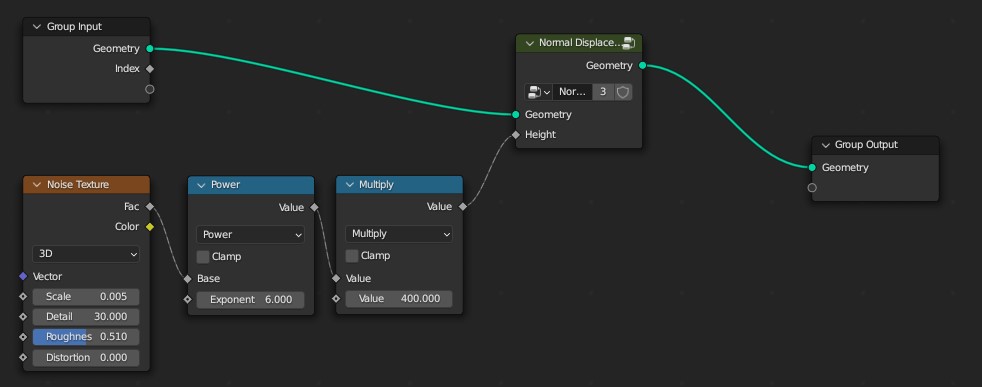 Group Input
Geometry
Index
Normal Displace...
Geometry
Nor...
3
Geometry
Height
Group Output
Geometry
Noise Texture
Fac
Color
3D
Vector
Scale 0.005
Detail 30.000
Roughnes 0.510
Distortion 0.000
Power
Value
Power
Clamp
Base
Exponent 6.000
Multiply
Value
Multiply
Clamp
Value
Value 400.000